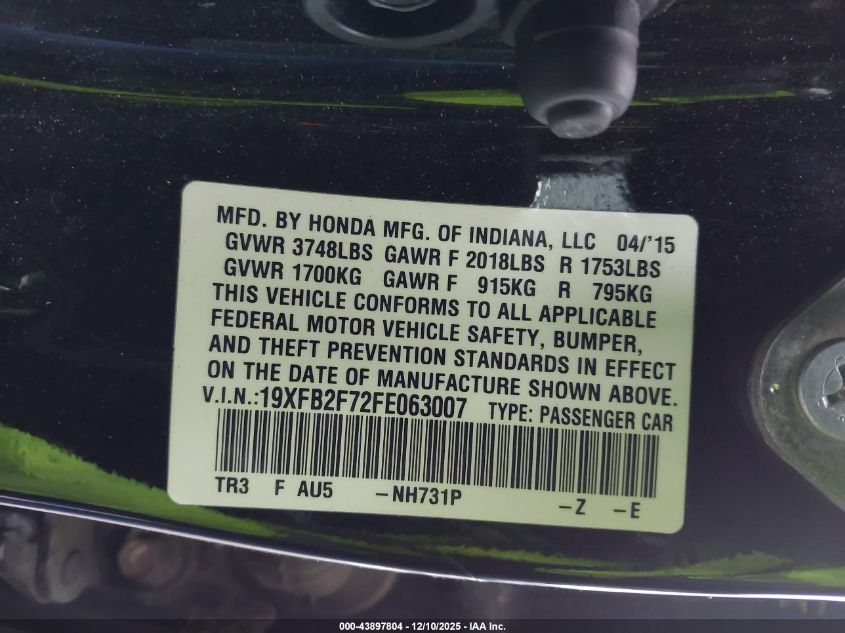 MFD. BY HONDA MFG. OF INDIANA, LLC 04/'15
GVWR 3748LBS GAWR F 2018LBS R 1753LBS
GVWR 1700KG GAWR F 915KG R 795KG
THIS VEHICLE CONFORMS TO ALL APPLICABLE
FEDERAL MOTOR VEHICLE SAFETY, BUMPER,
AND THEFT PREVENTION STANDARDS IN EFFECT
ON THE DATE OF MANUFACTURE SHOWN ABOVE.
V.I.N.:19XFB2F72FE063007 TYPE: PASSENGER CAR
TR3 F AU5 -NH731P -Z -E
000-43897804 - 12/10/2025 - IAA Inc.